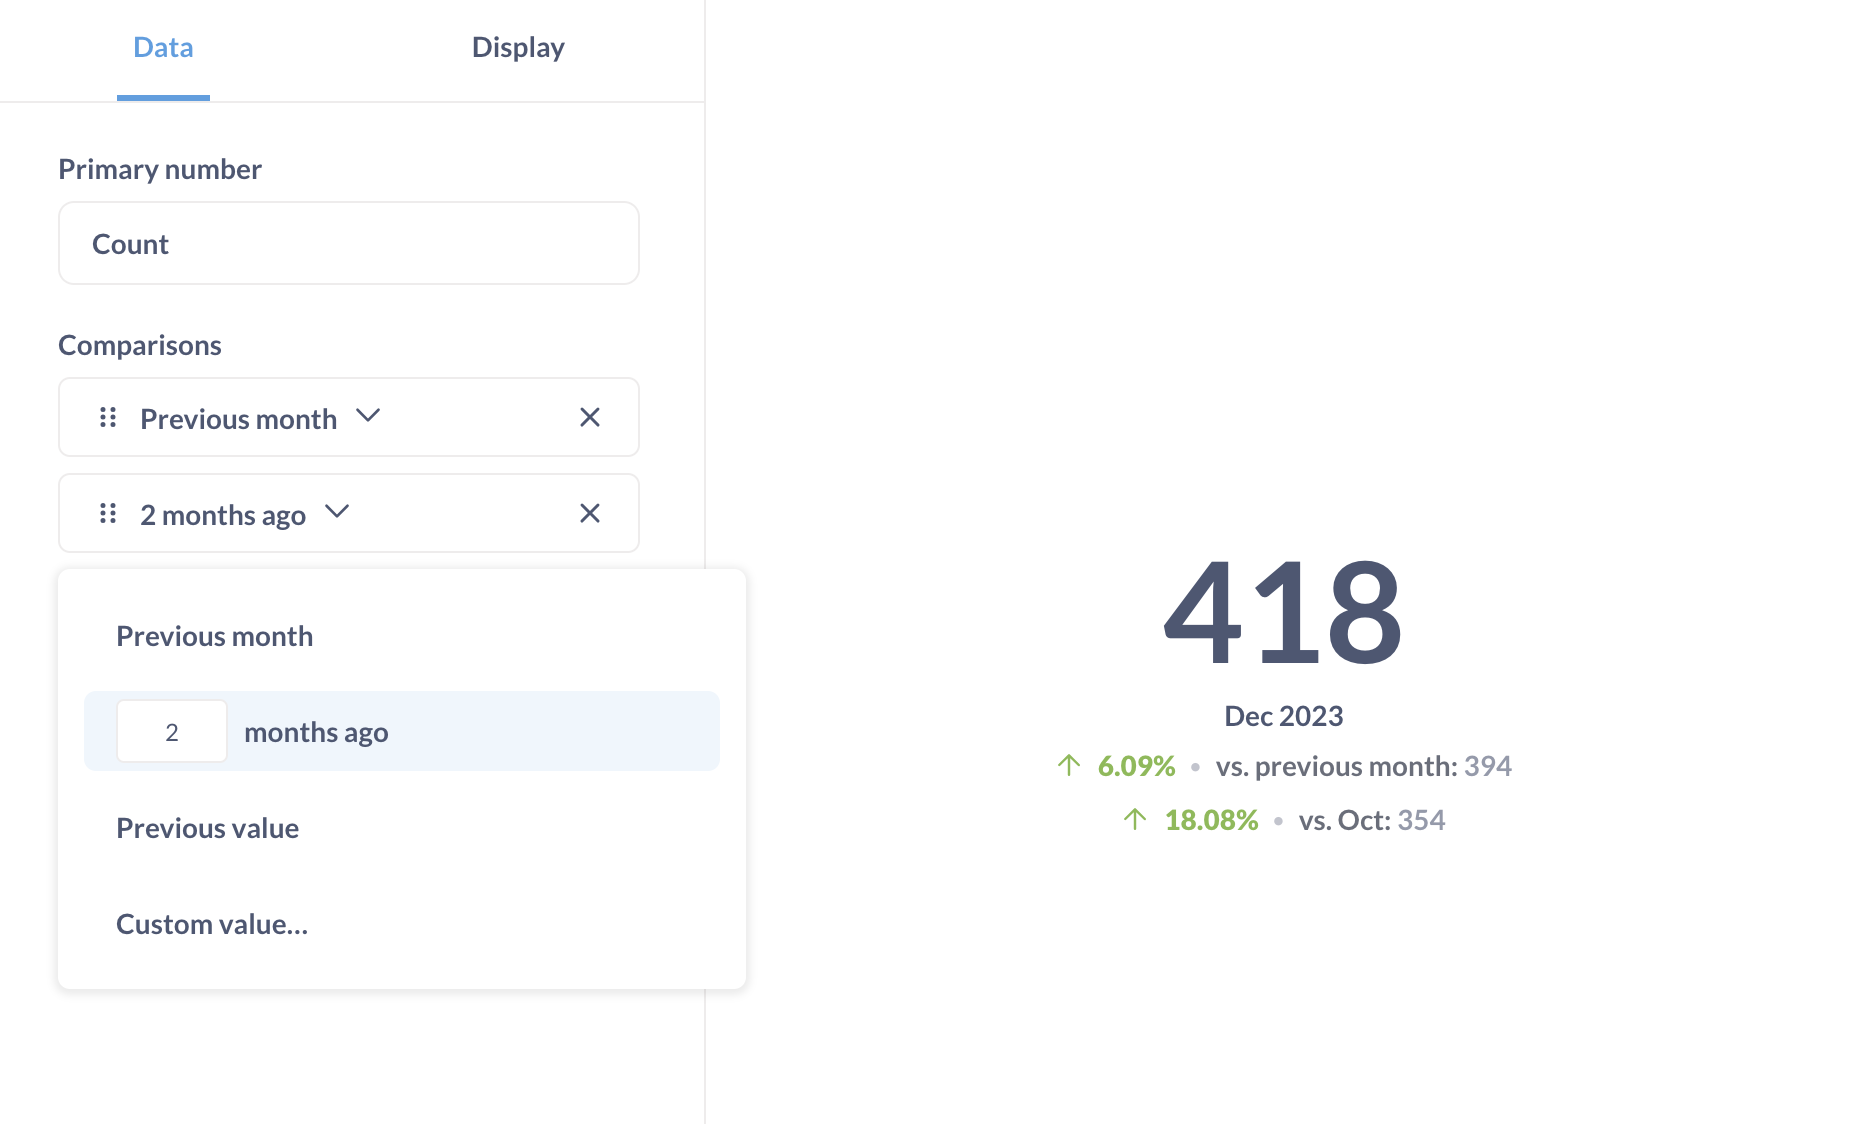 Data
Display
Primary number
Count
Comparisons
Previous month
2 months ago
Previous month
2 months ago
Previous value
Custom value...
418
Dec 2023
6.09% • vs. previous month: 394
18.08% • vs. Oct: 354